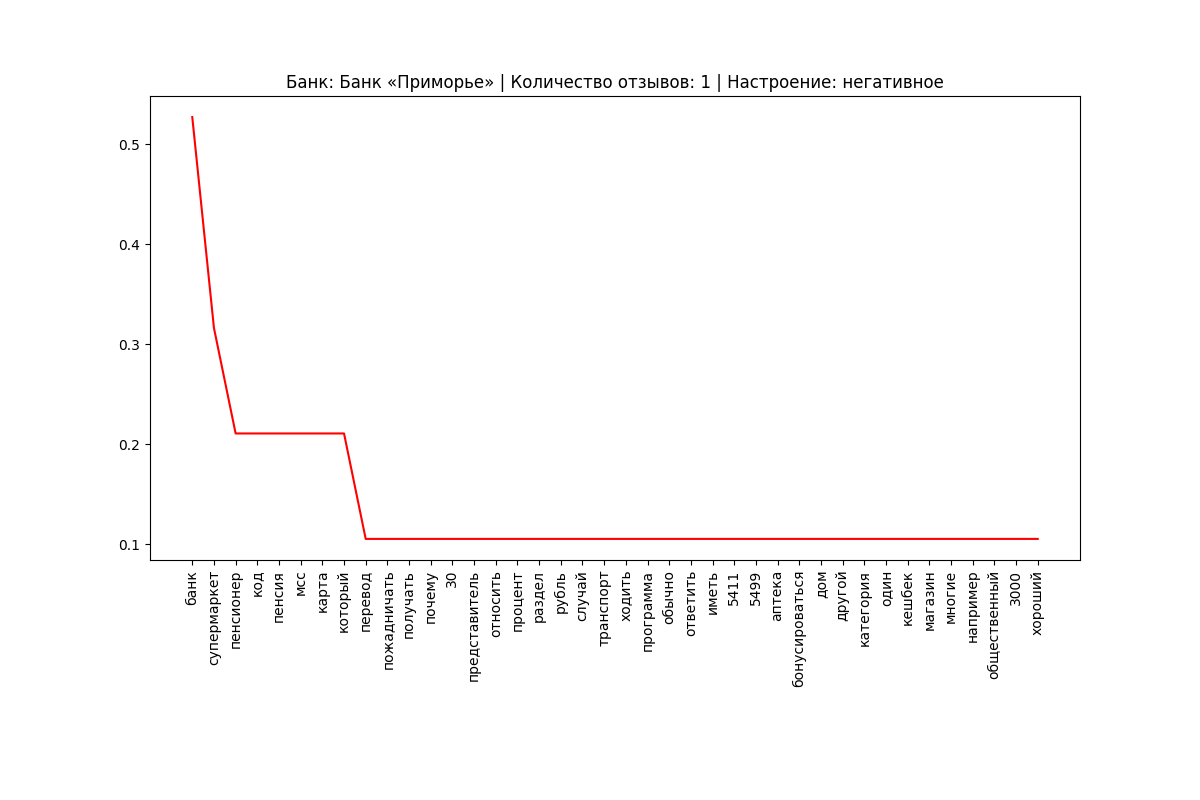 Банк: Банк «Приморье» | Количество отзывов: 1 | Настроение: негативное
0.5
0.4
0.3
0.2
0.1
банк
супермаркет
пенсионер
код
пенсия
мсс
карта
который
перевод
пожадничать
получать
почему
30
представитель
относить
процент
раздел
рубль
случай
транспорт
ходить
программа
обычно
ответить
иметь
5411
5499
аптека
бонусироваться
дом
другой
категория
один
кешбек
магазин
многие
например
общественный
3000
хороший